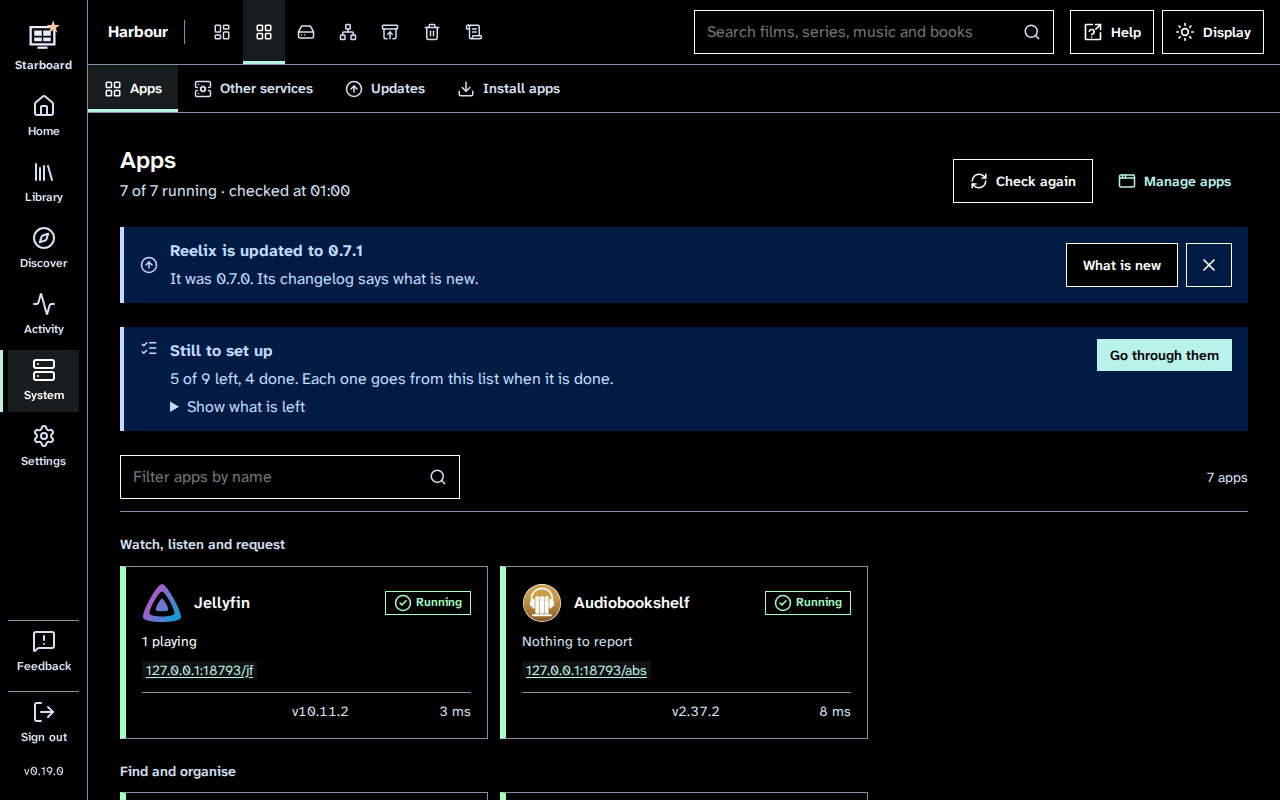 Starboard
Home
Library
Discover
Activity
System
Settings
Feedback
Sign out
v0.19.0
Harbour
Search films, series, music and books
Help
Display
Apps
Other services
Updates
Install apps
Apps
7 of 7 running · checked at 01:00
Check again
Manage apps
Reelix is updated to 0.7.1
It was 0.7.0. Its changelog says what is new.
What is new
Still to set up
5 of 9 left, 4 done. Each one goes from this list when it is done.
Show what is left
Go through them
Filter apps by name
7 apps
Watch, listen and request
Jellyfin
Running
1 playing
127.0.0.1:18793/jf
v10.11.2
3 ms
Audiobookshelf
Running
Nothing to report
127.0.0.1:18793/abs
v2.37.2
8 ms
Find and organise